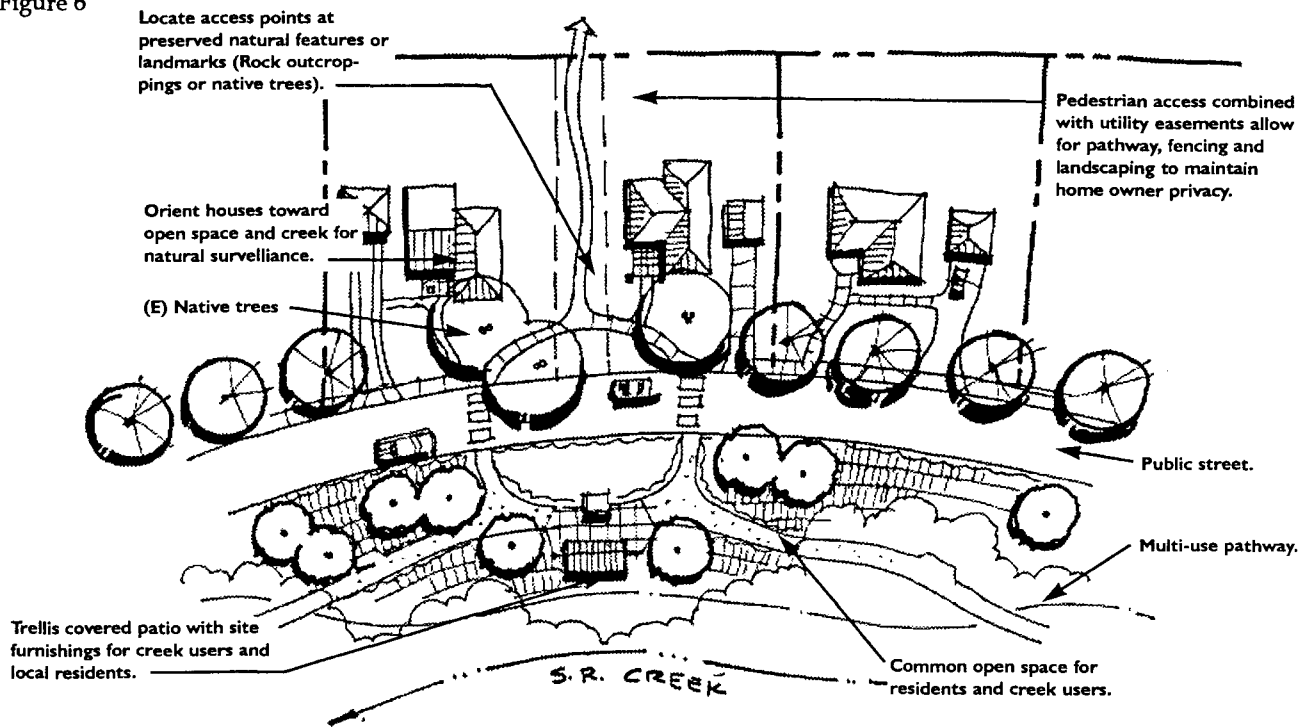 Figure 6
Locate access points at
preserved natural features or
landmarks (Rock outcrop-
pings or native trees).
Pedestrian access combined
with utility easements allow
for pathway, fencing and
landscaping to maintain
home owner privacy.
Orient houses toward
open space and creek for
natural survelliance.
(E) Native trees
Public street.
Multi-use pathway.
Trellis covered patio with site
furnishings for creek users and
local residents.
Common open space for
residents and creek users.
S.R. CREEK